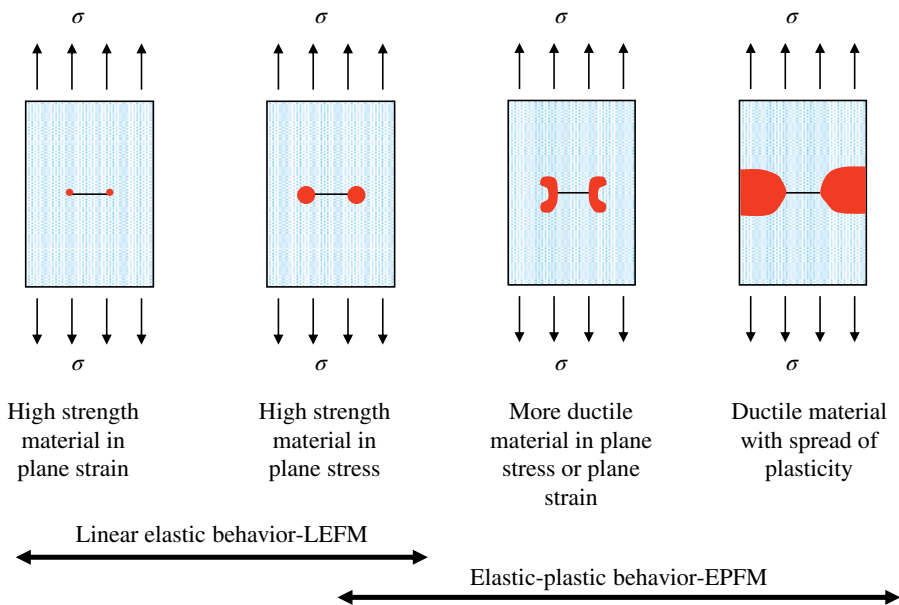 σ
σ
σ
σ
σ
σ
σ
σ
High strength
material in
plane strain
High strength
material in
plane stress
More ductile
material in plane
stress or plane
strain
Ductile material
with spread of
plasticity
Linear elastic behavior-LEFM
Elastic-plastic behavior-EPFM